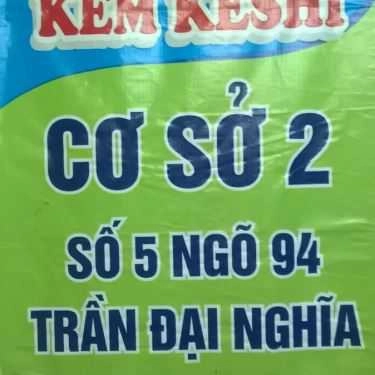 KEM KESHI
CƠ SỞ 2
SỐ 5 NGÕ 94
TRẦN ĐẠI NGHĨA